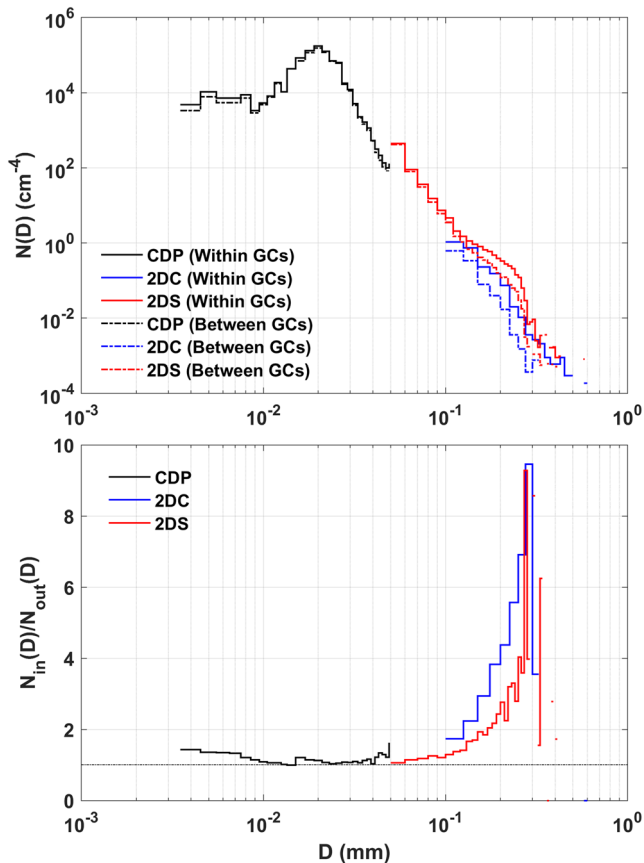 10^6
10^4
10^2
10^0
10^-2
10^-4
N(D) (cm^-4)
CDP (Within GCs)
2DC (Within GCs)
2DS (Within GCs)
CDP (Between GCs)
2DC (Between GCs)
2DS (Between GCs)
10^-3
10^-2
10^-1
10^0
10
8
6
4
2
0
N_in(D)/N_out(D)
CDP
2DC
2DS
10^-3
10^-2
10^-1
10^0
D (mm)